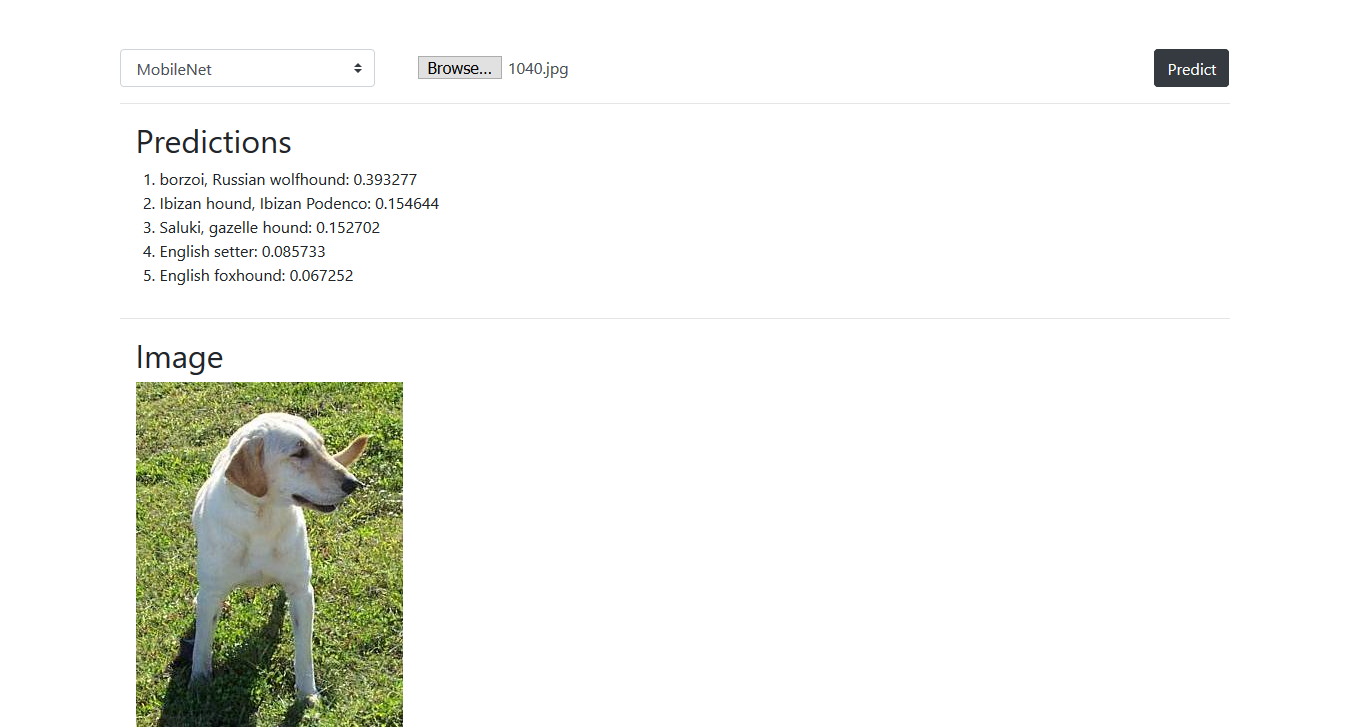 MobileNet
Browse... 1040.jpg
Predict
Predictions
1. borzoi, Russian wolfhound: 0.393277
2. Ibizan hound, Ibizan Podenco: 0.154644
3. Saluki, gazelle hound: 0.152702
4. English setter: 0.085733
5. English foxhound: 0.067252
Image